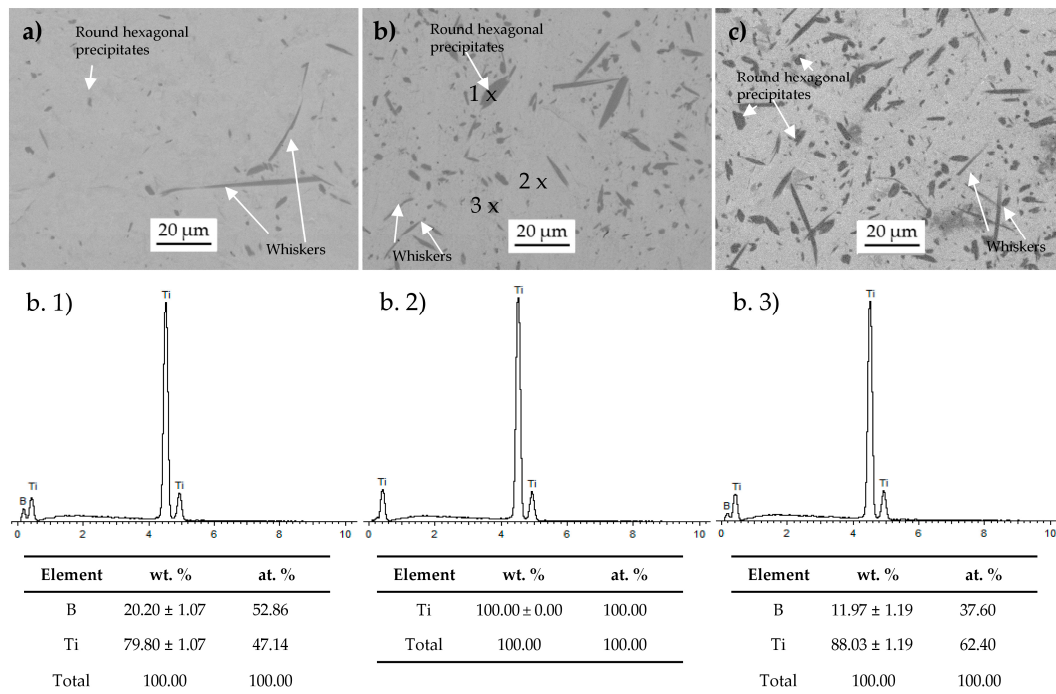 a)
Round hexagonal
precipitates
20 µm
Whiskers
b)
Round hexagonal
precipitates
1 x
2 x
3 x
20 µm
Whiskers
c)
Round hexagonal
precipitates
20 µm
Whiskers
b. 1)
Ti
B
Ti
Ti
0 2 4 6 8 10
b. 2)
Ti
Ti
Ti
0 2 4 6 8 10
b. 3)
Ti
B
Ti
Ti
0 2 4 6 8 10
Element wt. % at. %
B 20.20 ± 1.07 52.86
Ti 79.80 ± 1.07 47.14
Total 100.00 100.00
Element wt. % at. %
Ti 100.00 ± 0.00 100.00
Total 100.00 100.00
Element wt. % at. %
B 11.97 ± 1.19 37.60
Ti 88.03 ± 1.19 62.40
Total 100.00 100.00